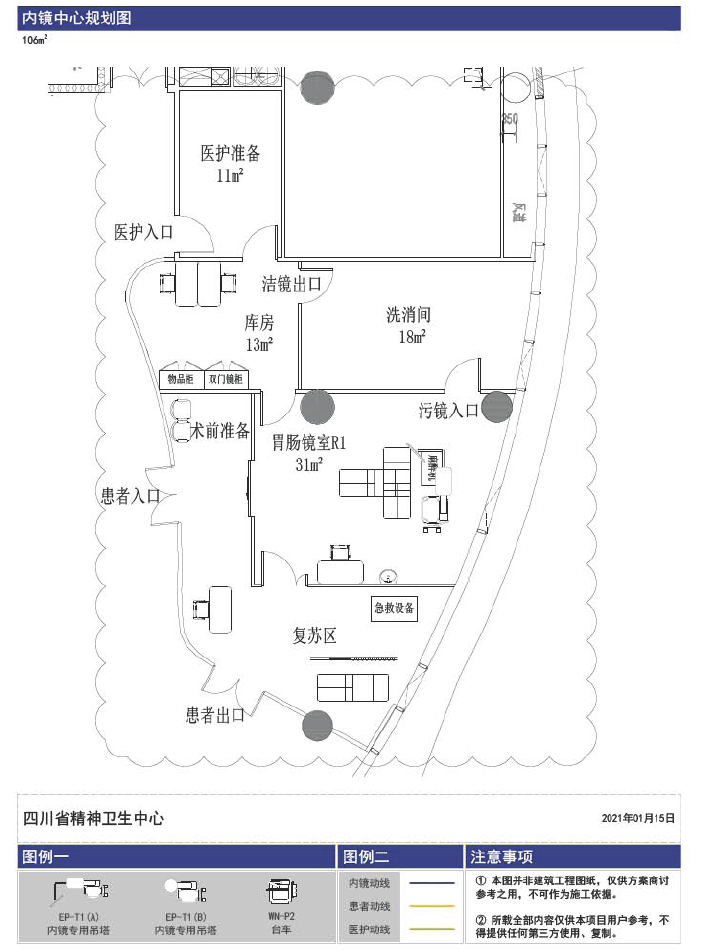 内镜中心规划图
106m²
350
医护准备
11m²
风道
医护入口
洁镜出口
库房
13m²
洗消间
18m²
物品柜
双门镜柜
术前准备
污镜入口
胃肠镜室R1
31m²
麻醉机
患者入口
急救设备
复苏区
患者出口
四川省精神卫生中心
2021年01月15日
图例一
图例二
注意事项
EP-T1(A)
内镜专用吊塔
EP-T1(B)
内镜专用吊塔
WN-P2
台车
内镜动线
患者动线
医护动线
① 本图并非建筑工程图纸，仅供方案商讨
参考之用，不可作为施工依据。
② 所载全部内容仅供本项目用户参考，不
得提供任何第三方使用、复制。